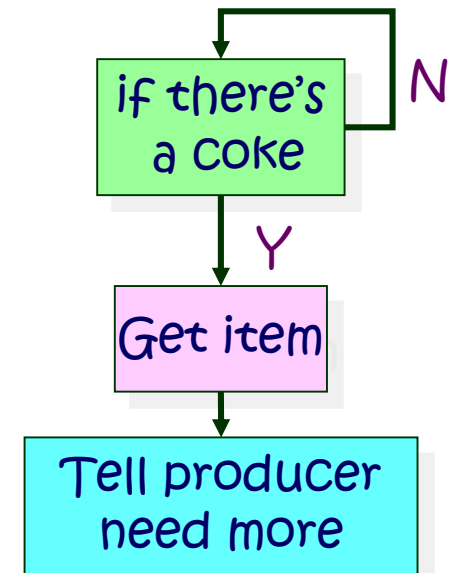 if there's
a coke
N
Y
Get item
Tell producer
need more